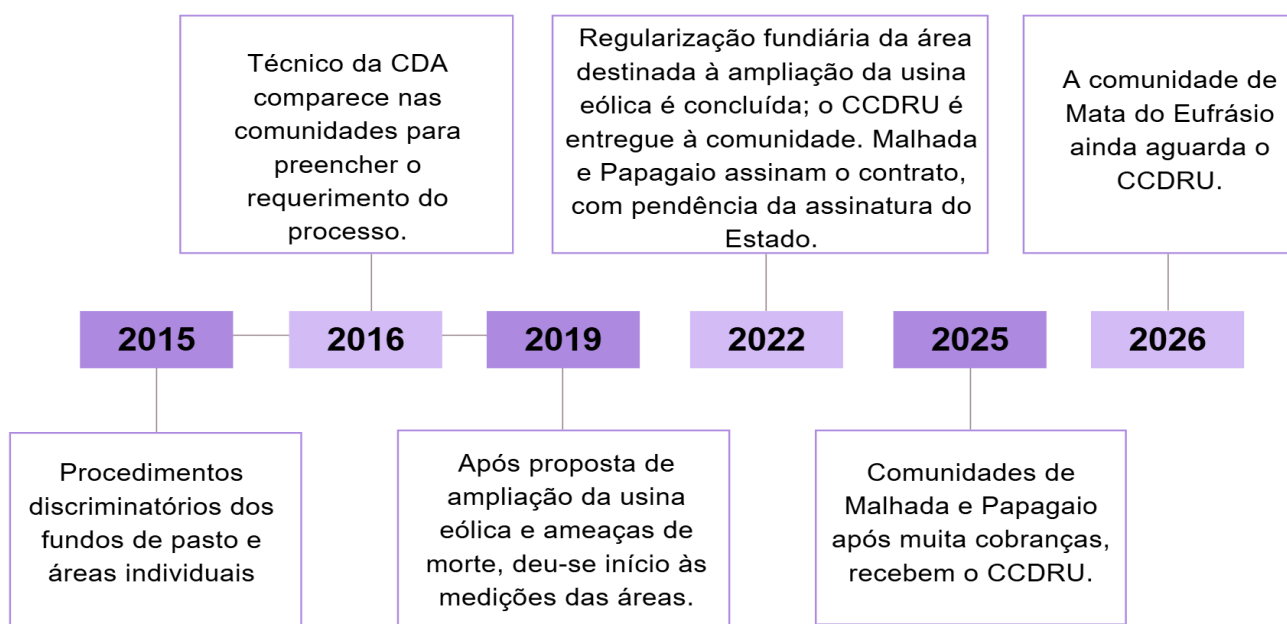 Técnico da CDA
comparece nas
comunidades para
preencher o
requerimento do
processo.
Regularização fundiária da área
destinada à ampliação da usina
eólica é concluída; o CCDRU é
entregue à comunidade. Malhada
e Papagaio assinam o contrato,
com pendência da assinatura do
Estado.
A comunidade de
Mata do Eufrásio
ainda aguarda o
CCDRU.
2015
2016
2019
2022
2025
2026
Procedimentos
discriminatórios dos
fundos de pasto e
áreas individuais
Após proposta de
ampliação da usina
eólica e ameaças de
morte, deu-se início às
medições das áreas.
Comunidades de
Malhada e Papagaio
após muita cobranças,
recebem o CCDRU.